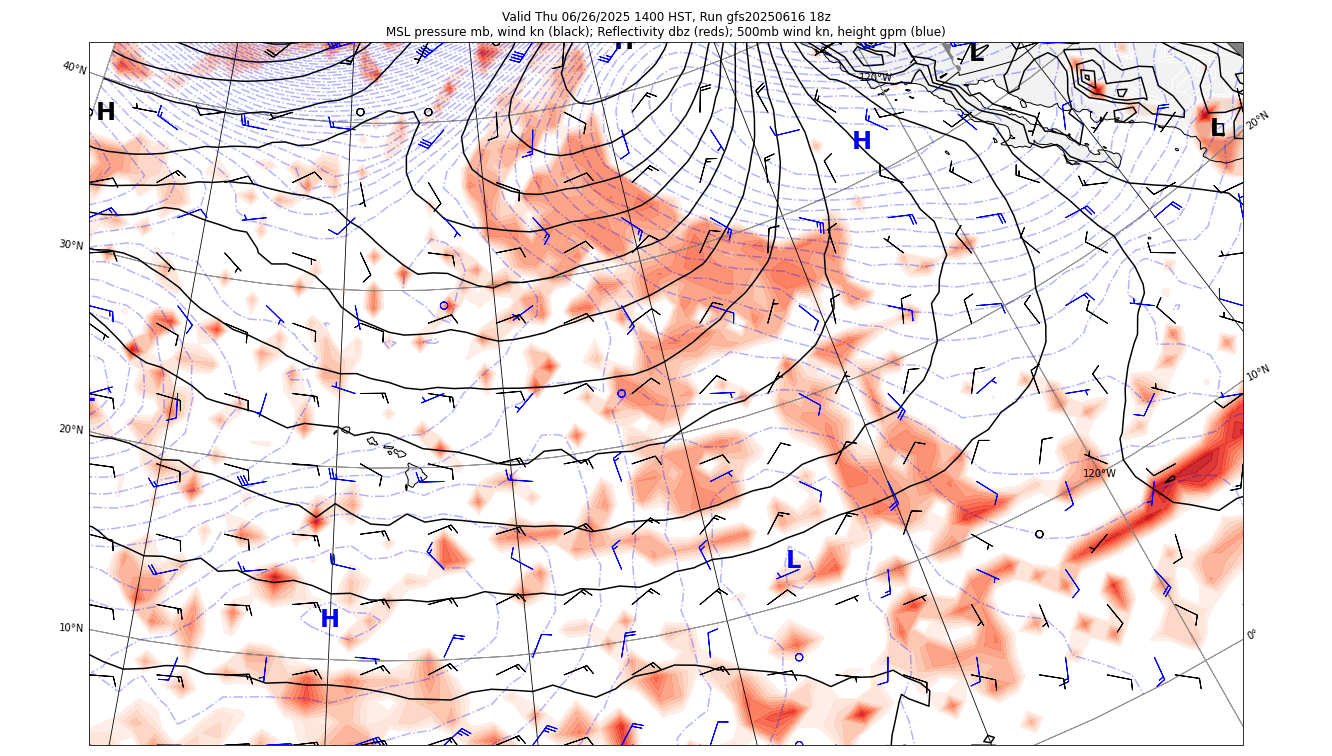 Valid Thu 06/26/2025 1400 HST, Run gfs20250616 18z
MSL pressure mb, wind kn (black); Reflectivity dbz (reds); 500mb wind kn, height gpm (blue)
H
L
40°N
120°W
H
L
20°N
H
30°N
10°N
20°N
120°W
L
10°N
H
0°